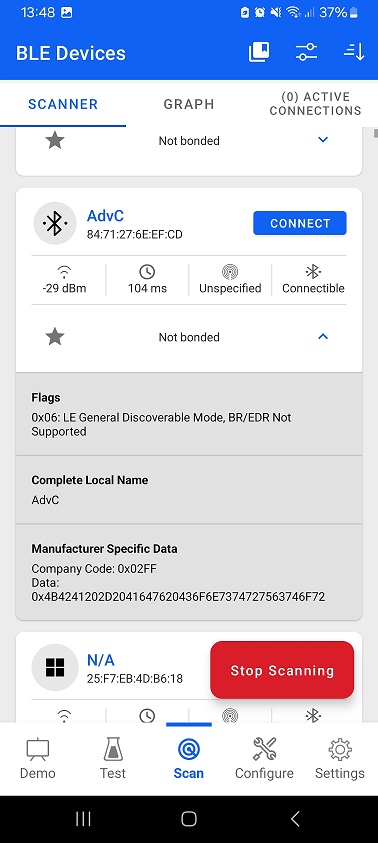 13:48
37%
BLE Devices
SCANNER
GRAPH
(0) ACTIVE
CONNECTIONS
Not bonded
AdvC
84:71:27:6E:EF:CD
CONNECT
-29 dBm
104 ms
Unspecified
Connectible
Not bonded
Flags
0x06: LE General Discoverable Mode, BR/EDR Not
Supported
Complete Local Name
AdvC
Manufacturer Specific Data
Company Code: 0x02FF
Data:
0x4B4241202D2041647620436F6E7374727563746F72
N/A
25:F7:EB:4D:B6:18
Stop Scanning
Demo
Test
Scan
Configure
Settings